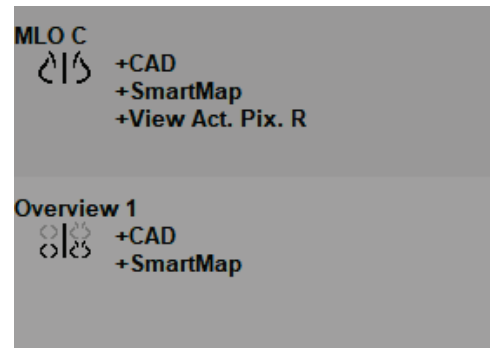 MLO C
+CAD
+SmartMap
+View Act. Pix. R
Overview 1
+CAD
+SmartMap